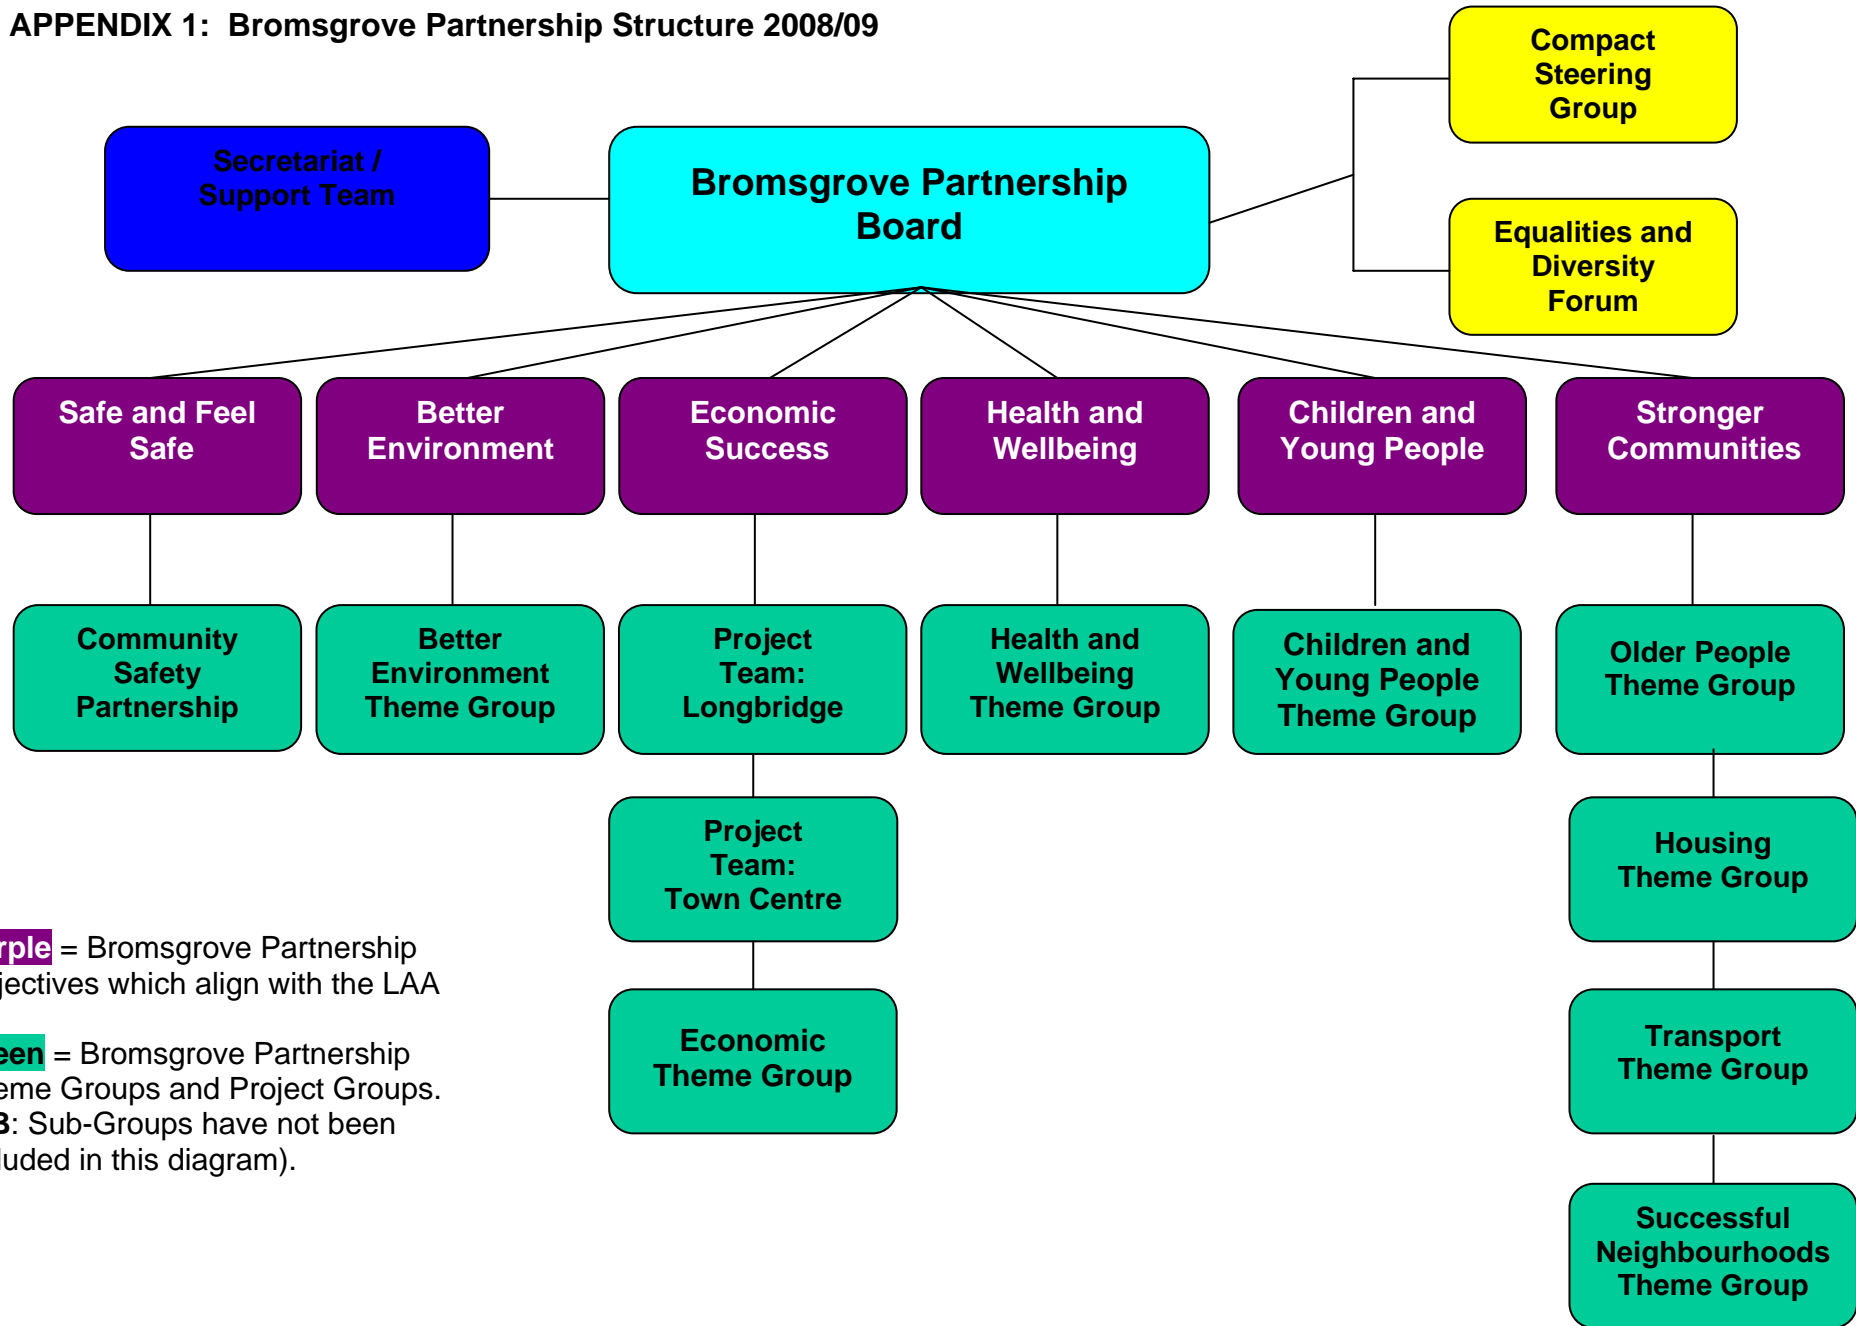 APPENDIX 1: Bromsgrove Partnership Structure 2008/09
Compact
Steering
Group
Secretariat /
Support Team
Bromsgrove Partnership
Board
Equalities and
Diversity
Forum
Safe and Feel
Safe
Better
Environment
Economic
Success
Health and
Wellbeing
Children and
Young People
Stronger
Communities
Community
Safety
Partnership
Better
Environment
Theme Group
Project
Team:
Longbridge
Health and
Wellbeing
Theme Group
Children and
Young People
Theme Group
Older People
Theme Group
Project
Team:
Town Centre
Housing
Theme Group
Economic
Theme Group
Transport
Theme Group
Successful
Neighbourhoods
Theme Group
rple = Bromsgrove Partnership
jectives which align with the LAA
een = Bromsgrove Partnership
eme Groups and Project Groups.
B: Sub-Groups have not been
luded in this diagram).